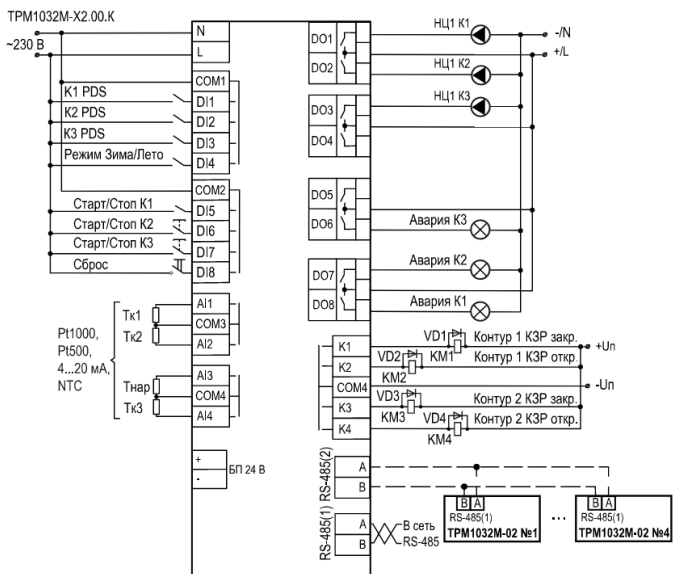 ТРМ1032М-Х2.00.К
~230 В
N
L
COM1
K1 PDS
DI1
K2 PDS
DI2
K3 PDS
DI3
Режим Зима/Лето
DI4
COM2
Старт/Стоп К1
DI5
Старт/Стоп К2
DI6
Старт/Стоп К3
DI7
Сброс
DI8
Pt1000,
Pt500,
4...20 мА,
NTC
Тк1
Тк2
Тнар
Тк3
AI1
COM3
AI2
AI3
COM4
AI4
+
-
БП 24 В
DO1
DO2
НЦ1 К1
-/N
+/L
НЦ1 К2
НЦ1 К3
DO3
DO4
DO5
DO6
Авария К3
Авария К2
DO7
DO8
Авария К1
K1
VD1
Контур 1 КЗР закр.
+Uп
K2
VD2
KM1
Контур 1 КЗР откр.
KM2
COM4
-Uп
VD3
Контур 2 КЗР закр.
K3
KM3
VD4
Контур 2 КЗР откр.
K4
KM4
RS-485(2)
A
B
RS-485(1)
A
B
В сеть
RS-485
B A
RS-485(1)
ТРМ1032М-02 №1
...
B A
RS-485(1)
ТРМ1032М-02 №4